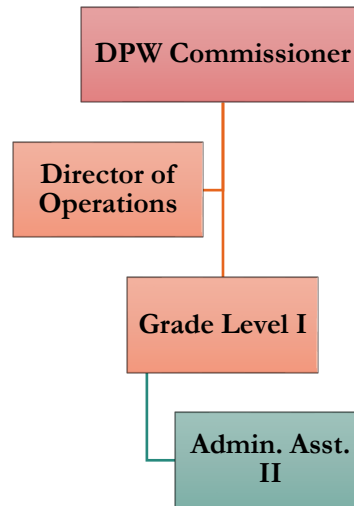 DPW Commissioner
Director of
Operations
Grade Level I
Admin. Asst.
II